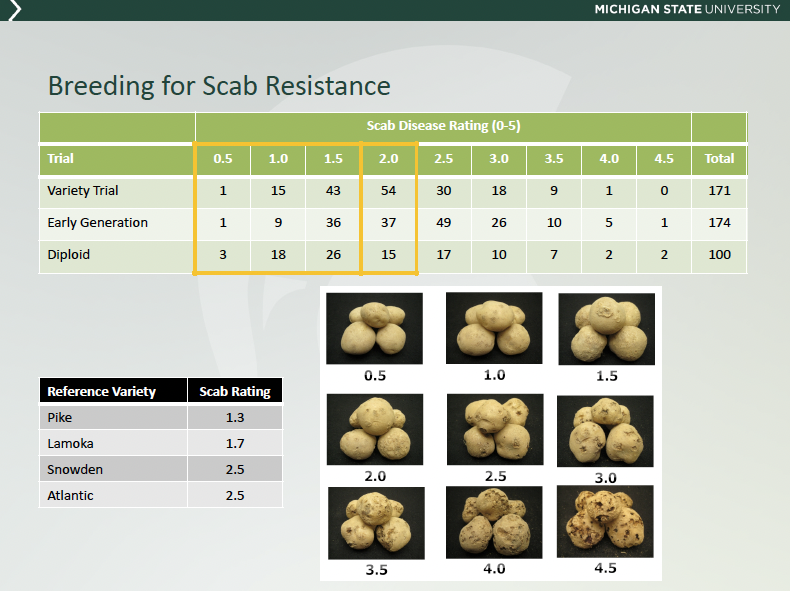 MICHIGAN STATE UNIVERSITY
Breeding for Scab Resistance
Scab Disease Rating (0-5)
Trial 0.5 1.0 1.5 2.0 2.5 3.0 3.5 4.0 4.5 Total
Variety Trial 1 15 43 54 30 18 9 1 0 171
Early Generation 1 9 36 37 49 26 10 5 1 174
Diploid 3 18 26 15 17 10 7 2 2 100
Reference Variety Scab Rating
Pike 1.3
Lamoka 1.7
Snowden 2.5
Atlantic 2.5
0.5 1.0 1.5
2.0 2.5 3.0
3.5 4.0 4.5